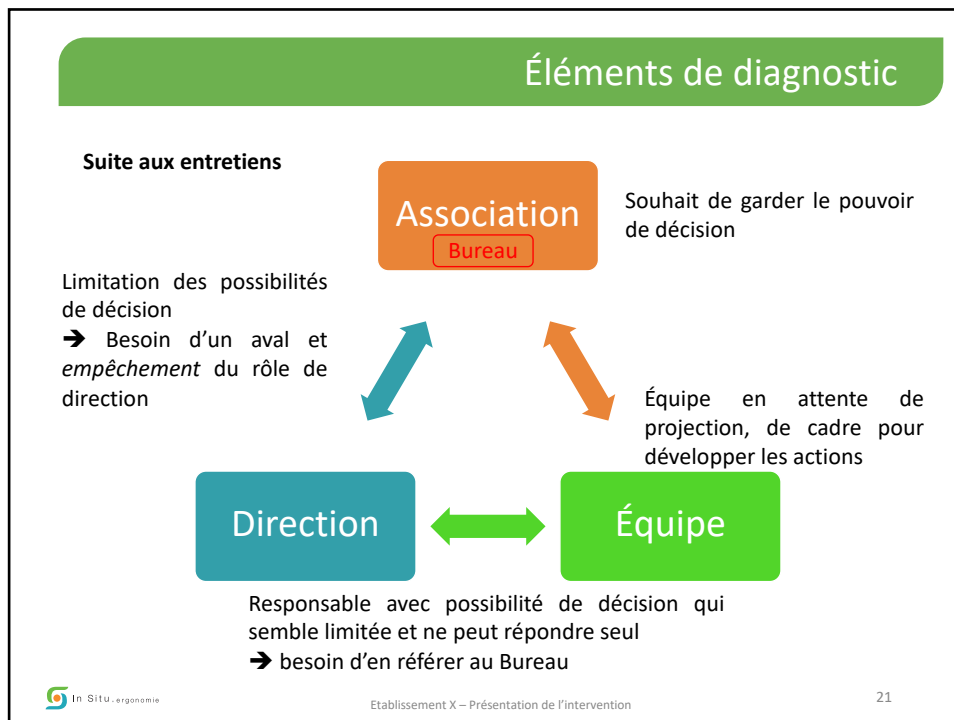 Éléments de diagnostic
Suite aux entretiens
Association
Bureau
Souhait de garder le pouvoir
de décision
Limitation des possibilités
de décision
➔ Besoin d’un aval et
empêchement du rôle de
direction
Équipe en attente de
projection, de cadre pour
développer les actions
Direction
Équipe
Responsable avec possibilité de décision qui
semble limitée et ne peut répondre seul
➔ besoin d’en référer au Bureau
In Situ.ergonomie
Etablissement X – Présentation de l’intervention
21